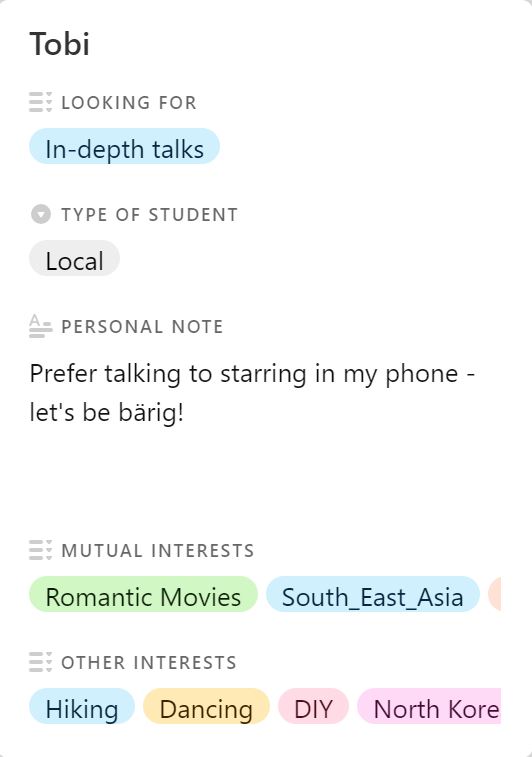 Tobi
LOOKING FOR
In-depth talks
TYPE OF STUDENT
Local
PERSONAL NOTE
Prefer talking to starring in my phone -
let's be bärig!
MUTUAL INTERESTS
Romantic Movies South_East_Asia
OTHER INTERESTS
Hiking Dancing DIY North Kore